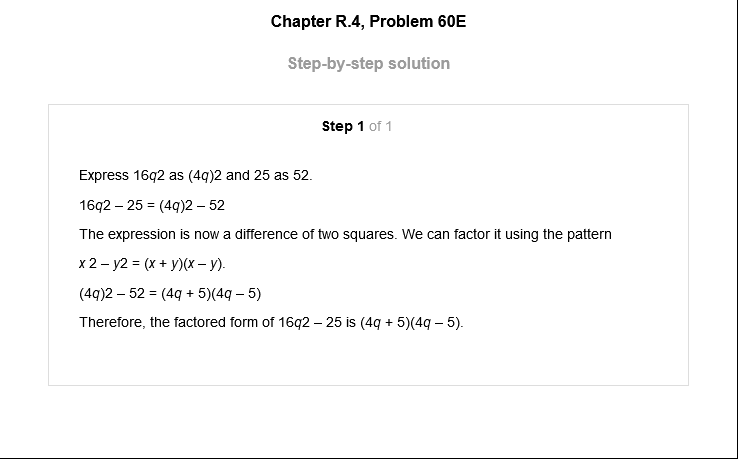 Chapter R.4, Problem 60E
Step-by-step solution
Step 1 of 1
Express 16q2 as (4q)2 and 25 as 52.
16q2 – 25 = (4q)2 – 52
The expression is now a difference of two squares. We can factor it using the pattern
x 2 – y2 = (x + y)(x – y).
(4q)2 – 52 = (4q + 5)(4q – 5)
Therefore, the factored form of 16q2 – 25 is (4q + 5)(4q – 5).